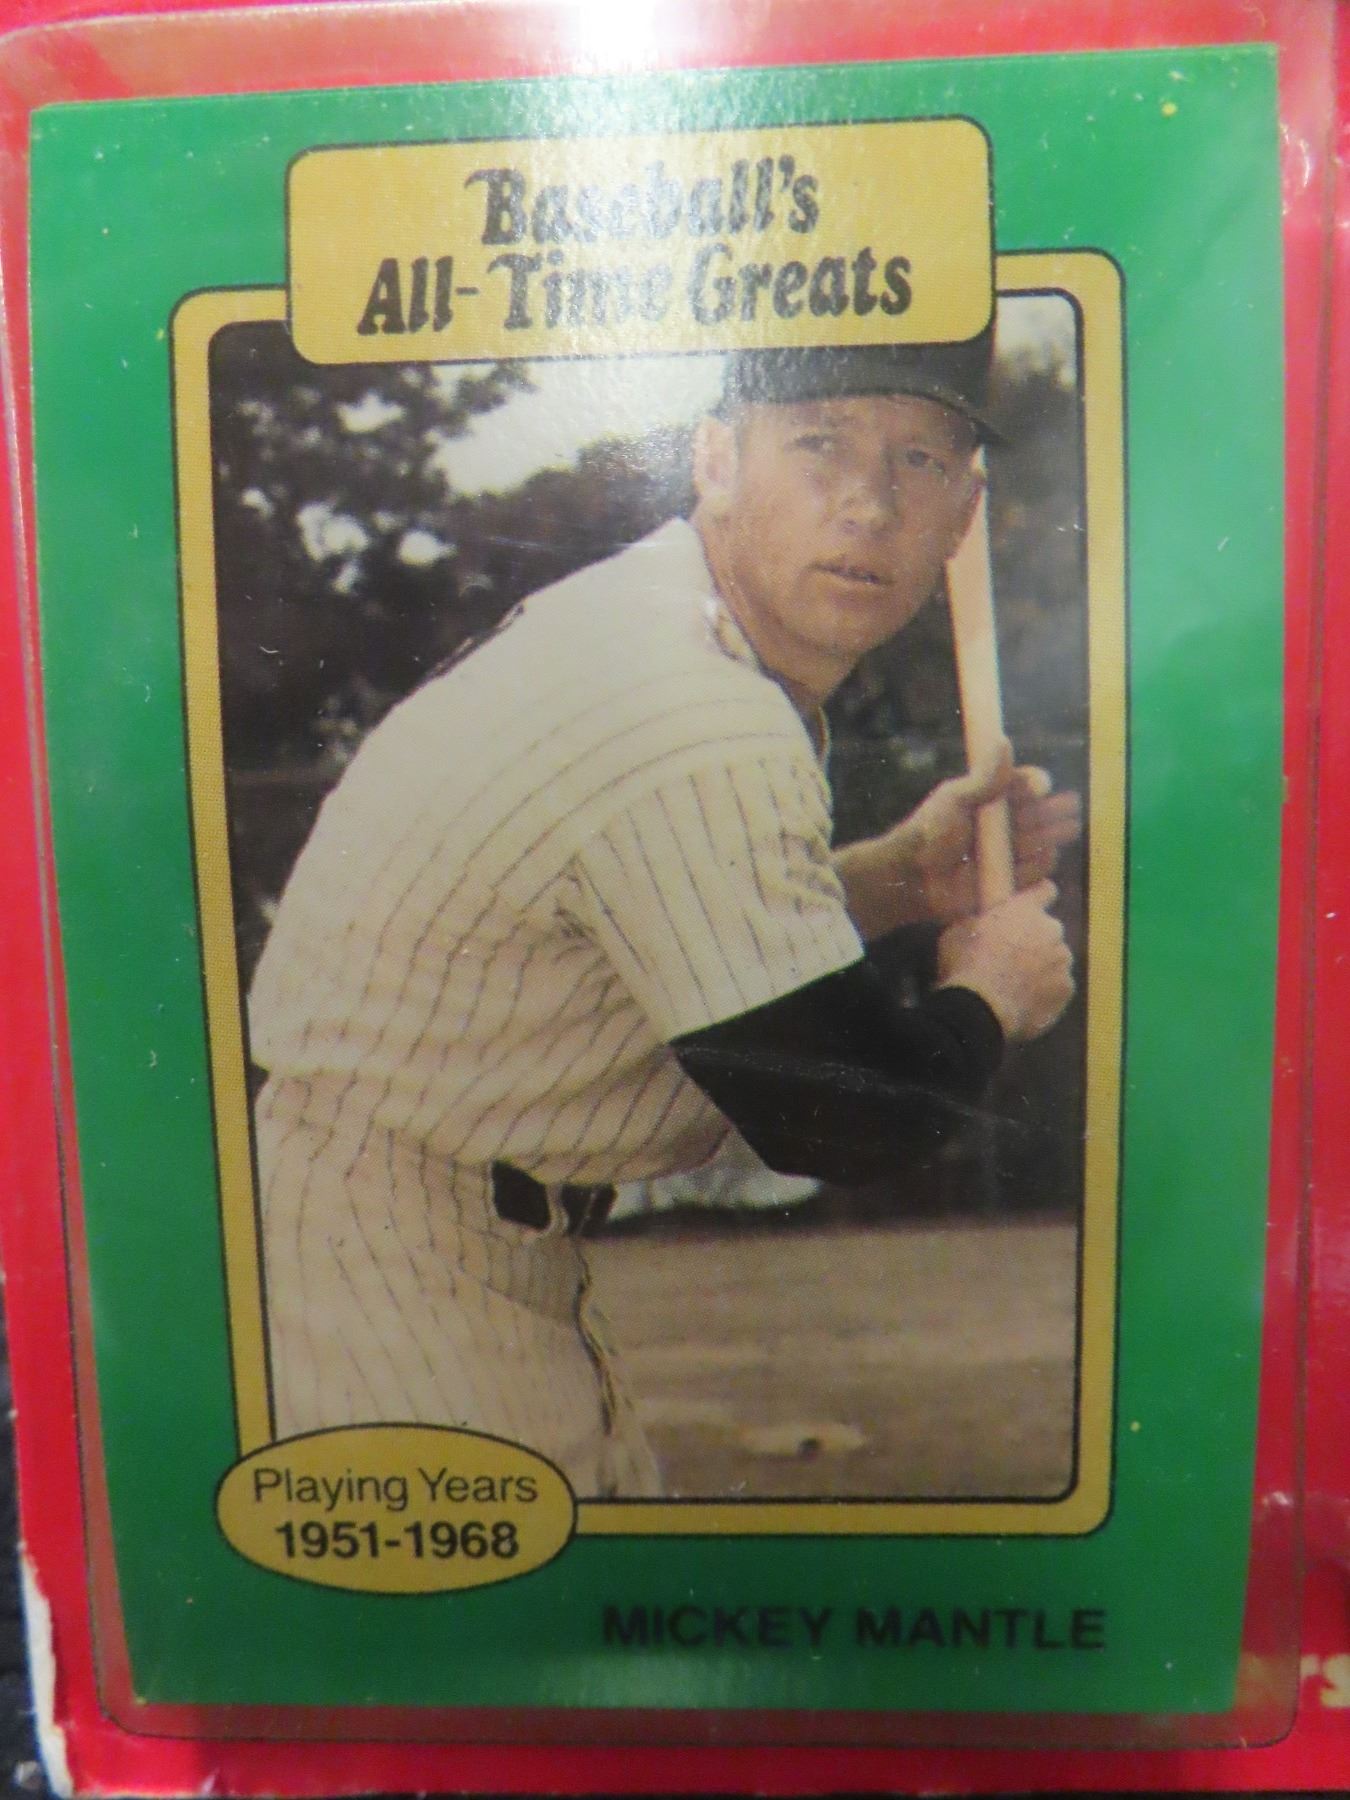 Baseball's
All-Time Greats
Playing Years
1951-1968
MICKEY MANTLE